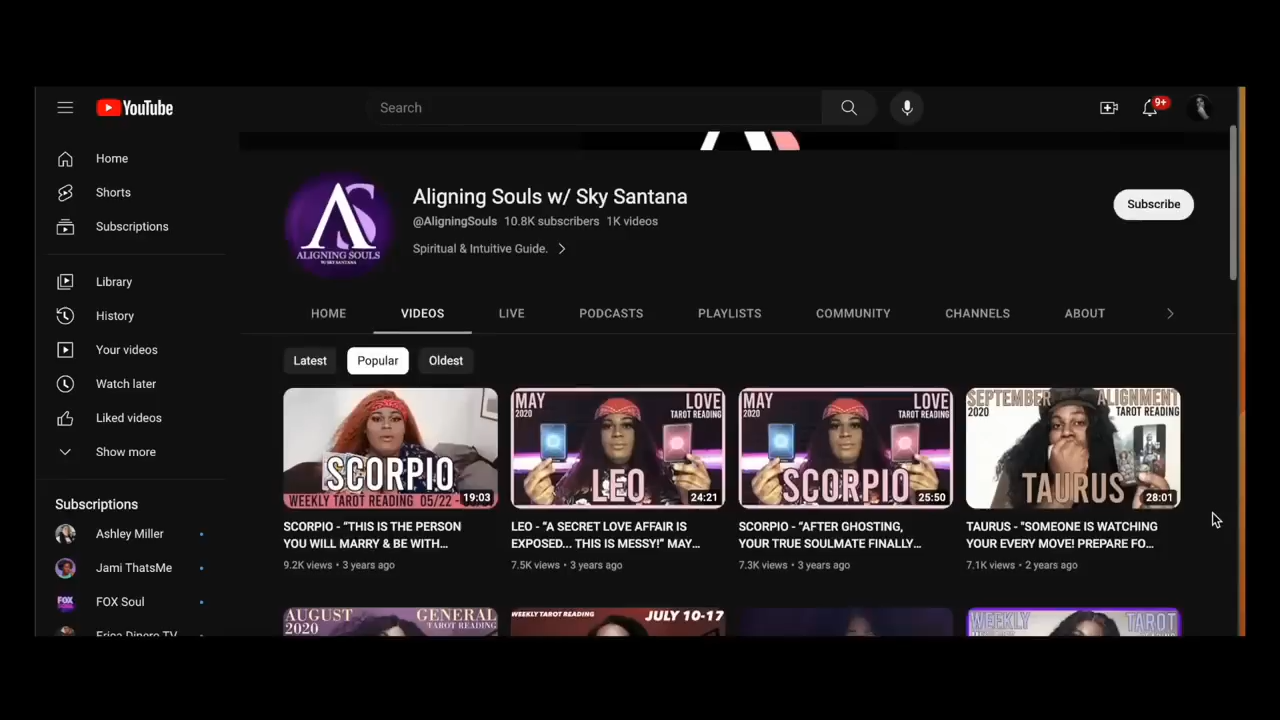 YouTube
Search
9+
Home
Shorts
Subscriptions
Library
History
Your videos
Watch later
Liked videos
Show more
Subscriptions
Ashley Miller
Jami ThatsMe
FOX Soul
Erica Dinero TV
Aligning Souls w/ Sky Santana
@AligningSouls 10.8K subscribers 1K videos
Spiritual & Intuitive Guide.
Subscribe
ALIGNING SOULS
W/ SKY SANTANA
HOME VIDEOS LIVE PODCASTS PLAYLISTS COMMUNITY CHANNELS ABOUT
Latest Popular Oldest
SCORPIO
WEEKLY TAROT READING 05/22 -
19:03
SCORPIO - “THIS IS THE PERSON
YOU WILL MARRY & BE WITH...
9.2K views • 3 years ago
MAY
2020
LOVE
TAROT READING
LEO
24:21
LEO - “A SECRET LOVE AFFAIR IS
EXPOSED... THIS IS MESSY!” MAY...
7.5K views • 3 years ago
MAY
2020
LOVE
TAROT READING
SCORPIO
25:50
SCORPIO - “AFTER GHOSTING,
YOUR TRUE SOULMATE FINALLY...
7.3K views • 3 years ago
SEPTEMBER
2020
ALIGNMENT
TAROT READING
TAURUS
28:01
TAURUS - "SOMEONE IS WATCHING
YOUR EVERY MOVE! PREPARE FO...
7.1K views • 2 years ago
AUGUST
2020
GENERAL
TAROT READING
WEEKLY TAROT READING
JULY 10-17
WEEKLY
TAROT